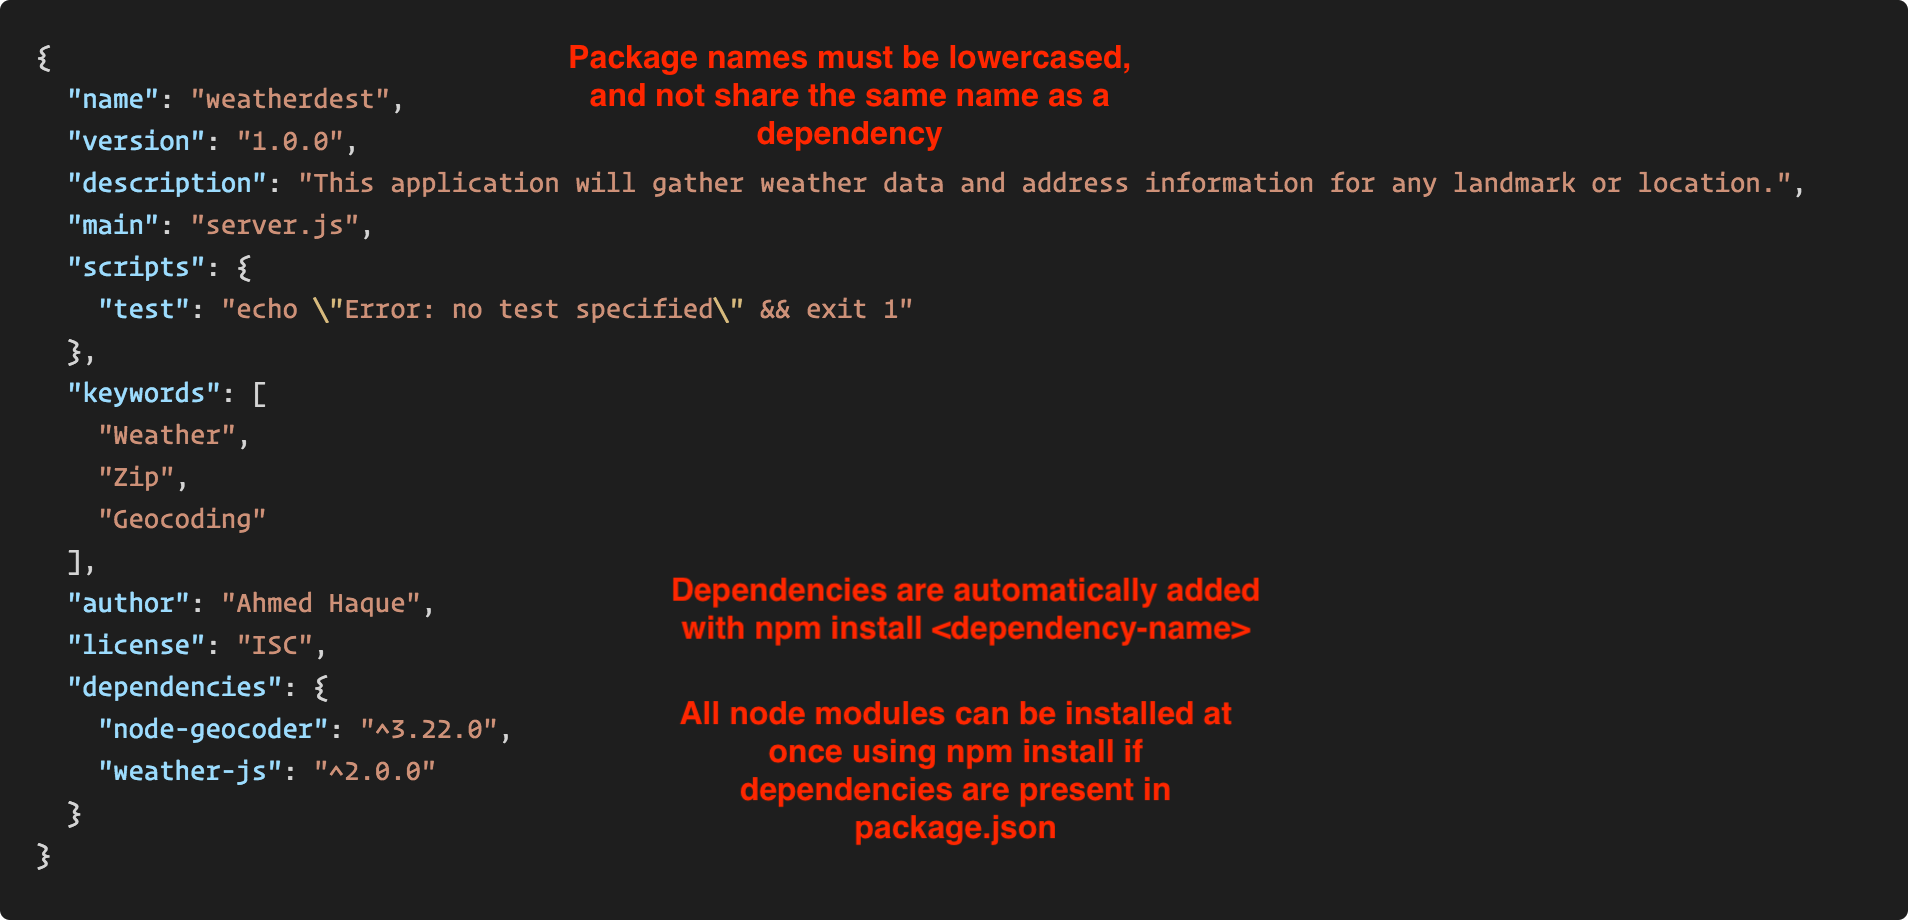 {
Package names must be lowercased,
"name": "weatherdest",
and not share the same name as a
dependency
"version": "1.0.0",
"description": "This application will gather weather data and address information for any landmark or location.",
"main": "server.js",
"scripts": {
"test": "echo \"Error: no test specified\" && exit 1"
},
"keywords": [
"Weather",
"Zip",
"Geocoding"
],
"author": "Ahmed Haque",
"license": "ISC",
"dependencies": {
"node-geocoder": "^3.22.0",
"weather-js": "^2.0.0"
}
}
Dependencies are automatically added
with npm install <dependency-name>
All node modules can be installed at
once using npm install if
dependencies are present in
package.json